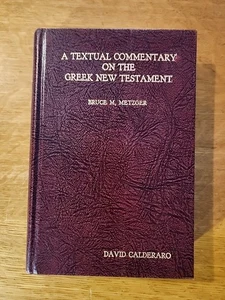 A TEXTUAL COMMENTARY
ON THE
GREEK NEW TESTAMENT
BRUCE M. METZGER
DAVID CALDERARO